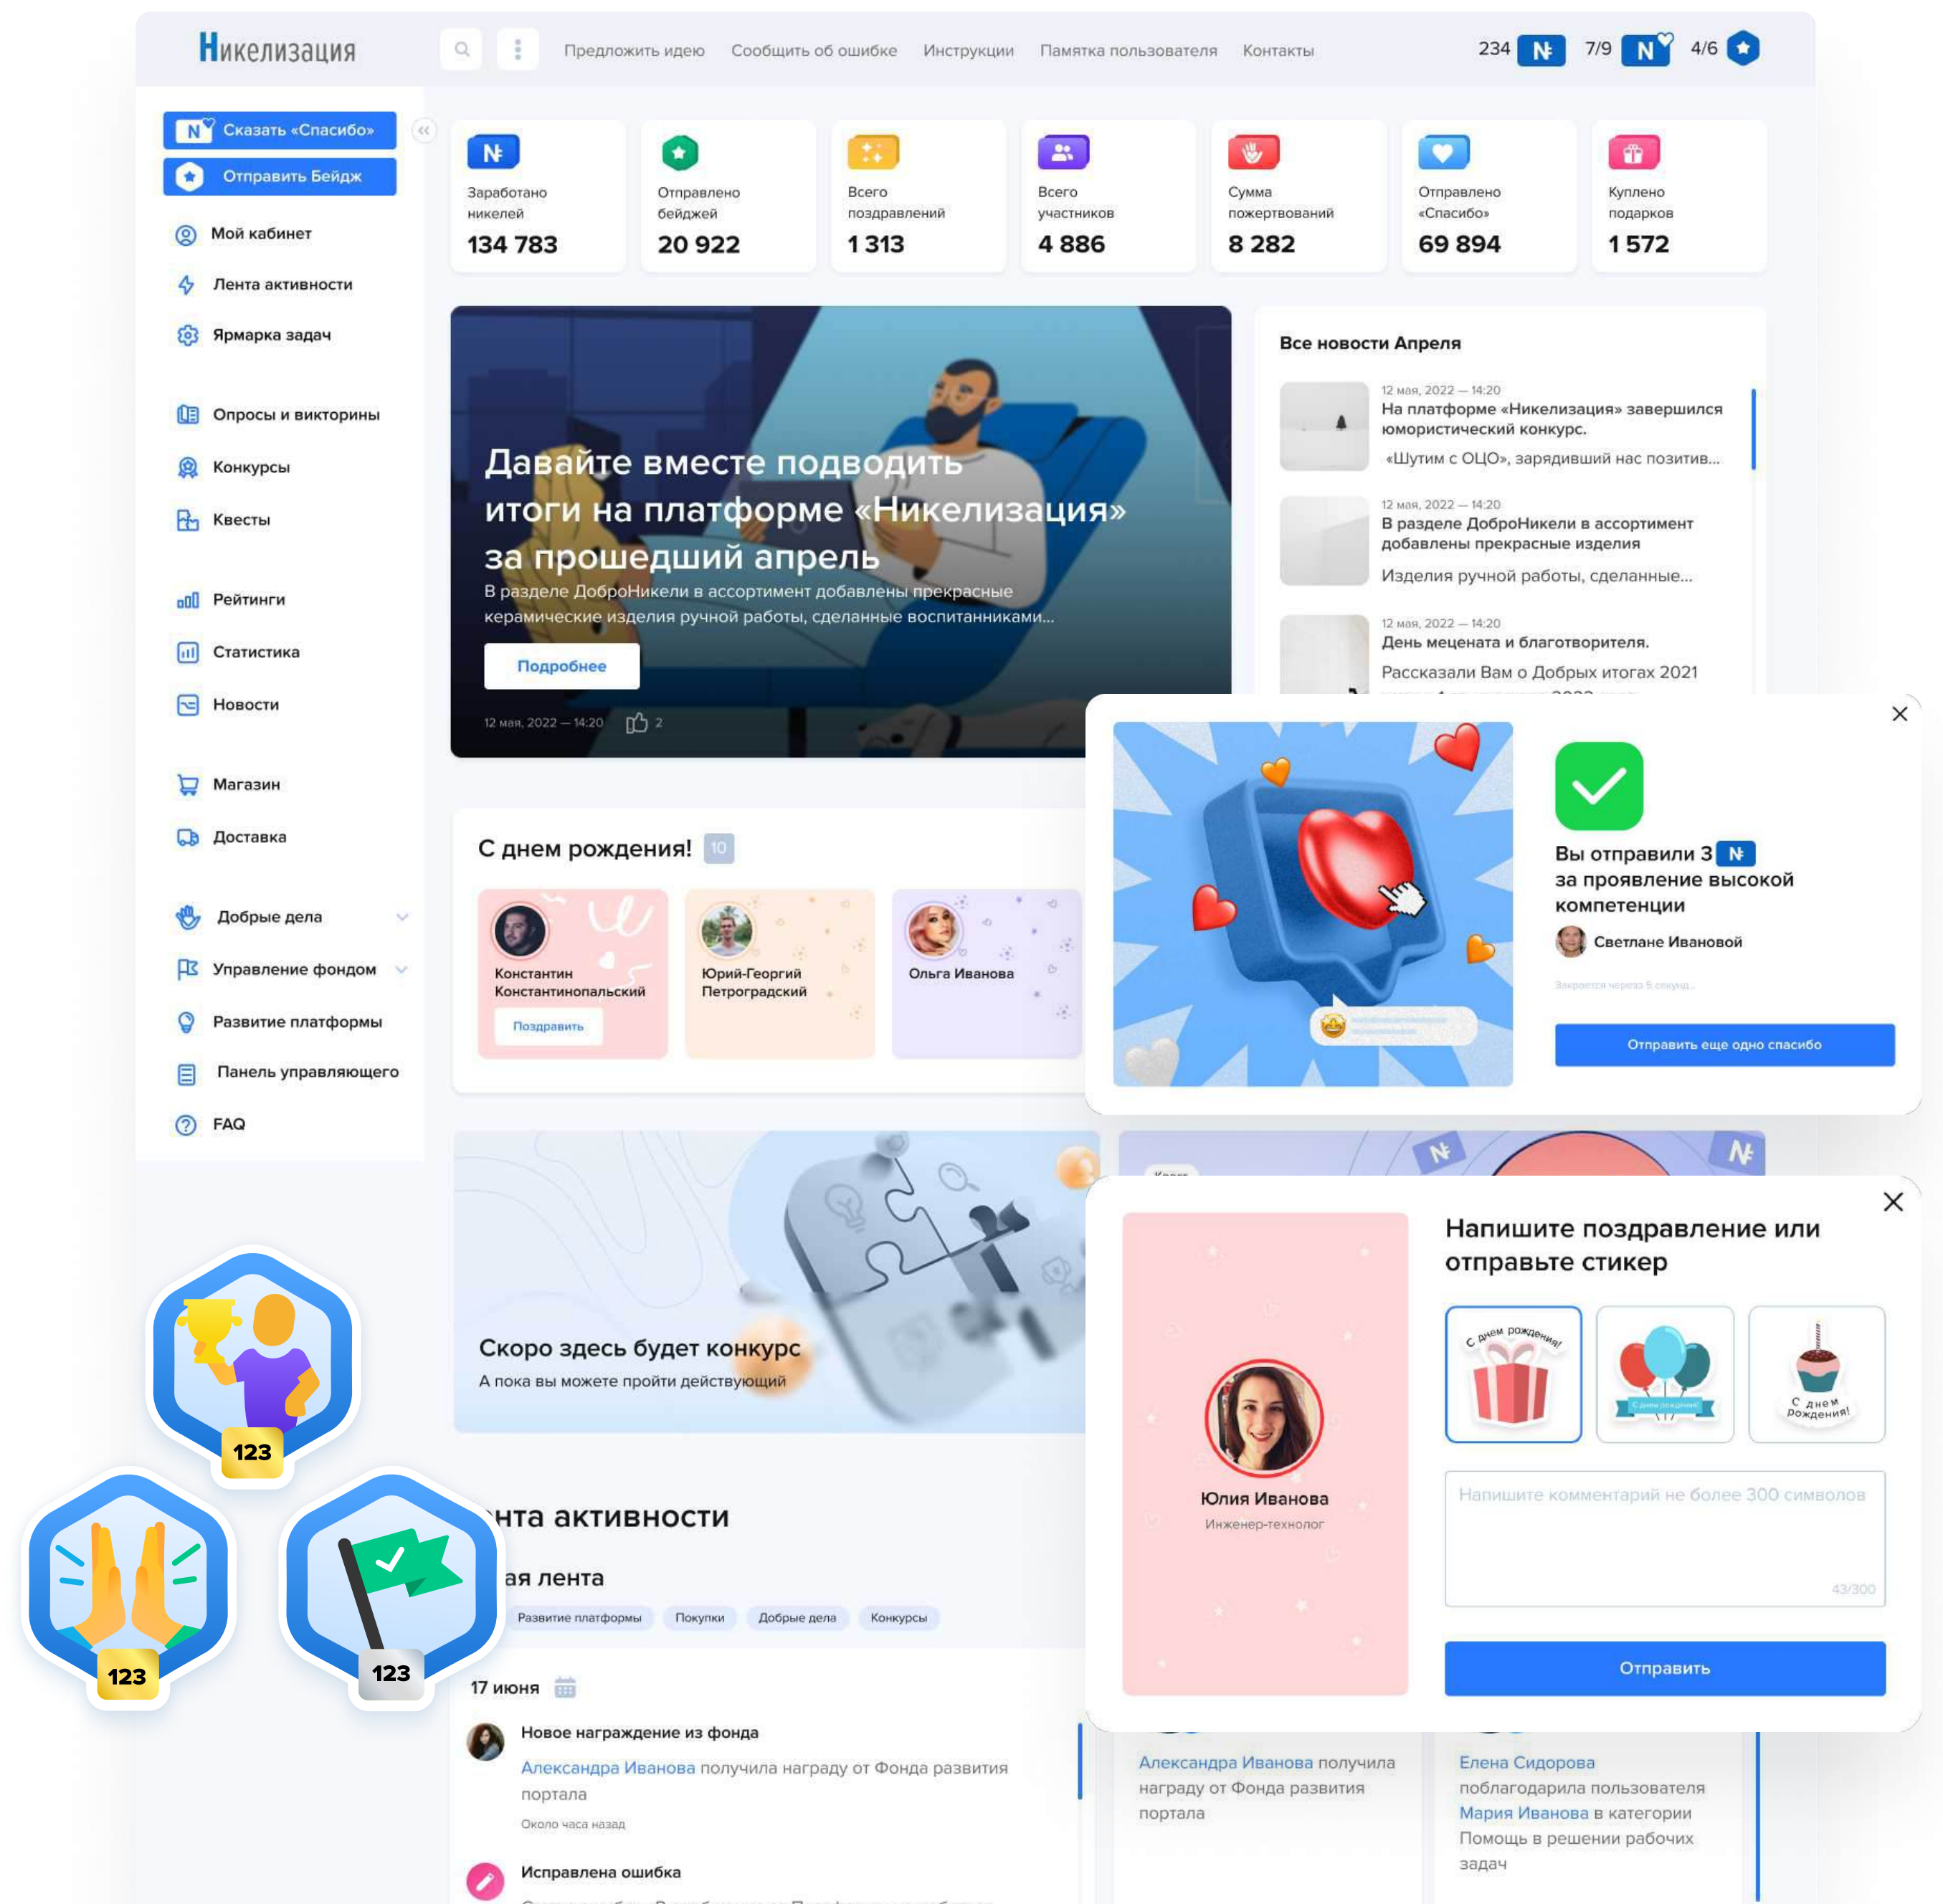 Никелизация
Предложить идею
Сообщить об ошибке
Инструкции
Памятка пользователя
Контакты
234 N
7/9 N
4/6
Сказать «Спасибо»
Отправить Бейдж
Мой кабинет
Лента активности
Ярмарка задач
Опросы и викторины
Конкурсы
Квесты
Рейтинги
Статистика
Новости
Магазин
Доставка
Добрые дела
Управление фондом
Развитие платформы
Панель управляющего
FAQ
Заработано
никелей
134 783
Отправлено
бейджей
20 922
Всего
поздравлений
1 313
Всего
участников
4 886
Сумма
пожертвований
8 282
Отправлено
«Спасибо»
69 894
Куплено
подарков
1 572
Давайте вместе подводить
итоги на платформе «Никелизация»
за прошедший апрель
В разделе ДоброНикели в ассортимент добавлены прекрасные
керамические изделия ручной работы, сделанные воспитанниками...
Подробнее
12 мая, 2022 — 14:20
2
Все новости Апреля
12 мая, 2022 — 14:20
На платформе «Никелизация» завершился
юмористический конкурс.
«Шутим с ОЦО», зарядивший нас позитив...
12 мая, 2022 — 14:20
В разделе ДоброНикели в ассортимент
добавлены прекрасные изделия
Изделия ручной работы, сделанные...
12 мая, 2022 — 14:20
День мецената и благотворителя.
Рассказали Вам о Добрых итогах 2021
С днем рождения! 10
Константин
Константинопальский
Поздравить
Юрий-Георгий
Петроградский
Ольга Иванова
Вы отправили 3 N
за проявление высокой
компетенции
Светлане Ивановой
Закроется через 5 секунд...
Отправить еще одно спасибо
Скоро здесь будет конкурс
А пока вы можете пройти действующий
Напишите поздравление или
отправьте стикер
С днем рождения!
С днем рождения!
С днем
рождения!
Юлия Иванова
Инженер-технолог
Напишите комментарий не более 300 символов
43/300
Отправить
123
123
123
нта активности
ая лента
Развитие платформы
Покупки
Добрые дела
Конкурсы
17 июня
Новое награждение из фонда
Александра Иванова получила награду от Фонда развития
портала
Около часа назад
Исправлена ошибка
Александра Иванова получила
награду от Фонда развития
портала
Елена Сидорова
поблагодарила пользователя
Мария Иванова в категории
Помощь в решении рабочих
задач